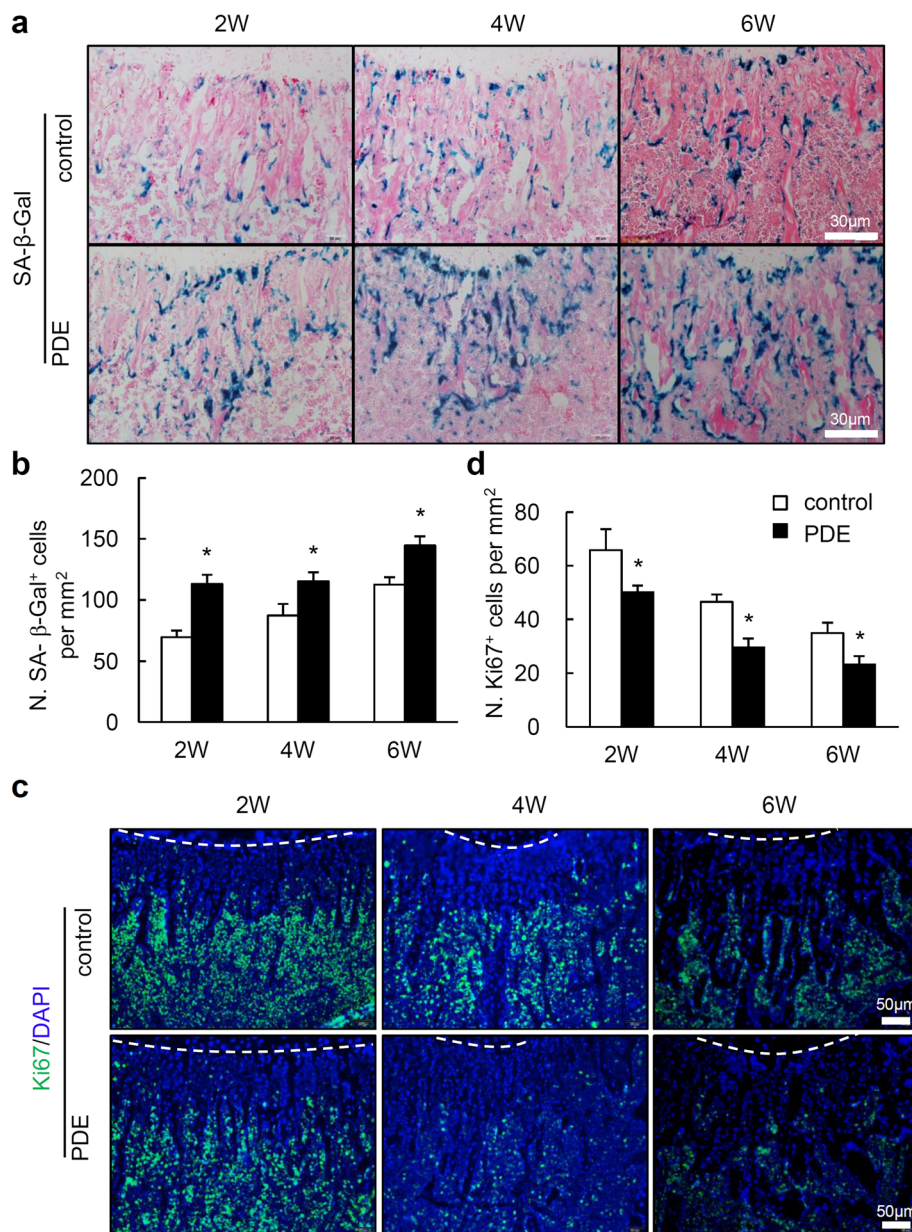 a
2W 4W 6W
SA-β-Gal
control
30μm
PDE
30μm
b
N. SA- β-Gal⁺ cells
per mm²
200
150
100
50
0
* * *
2W 4W 6W
d
N. Ki67⁺ cells per mm²
80
60
40
20
0
* * *
2W 4W 6W
control
PDE
c
2W 4W 6W
Ki67/DAPI
control
50μm
PDE
50μm